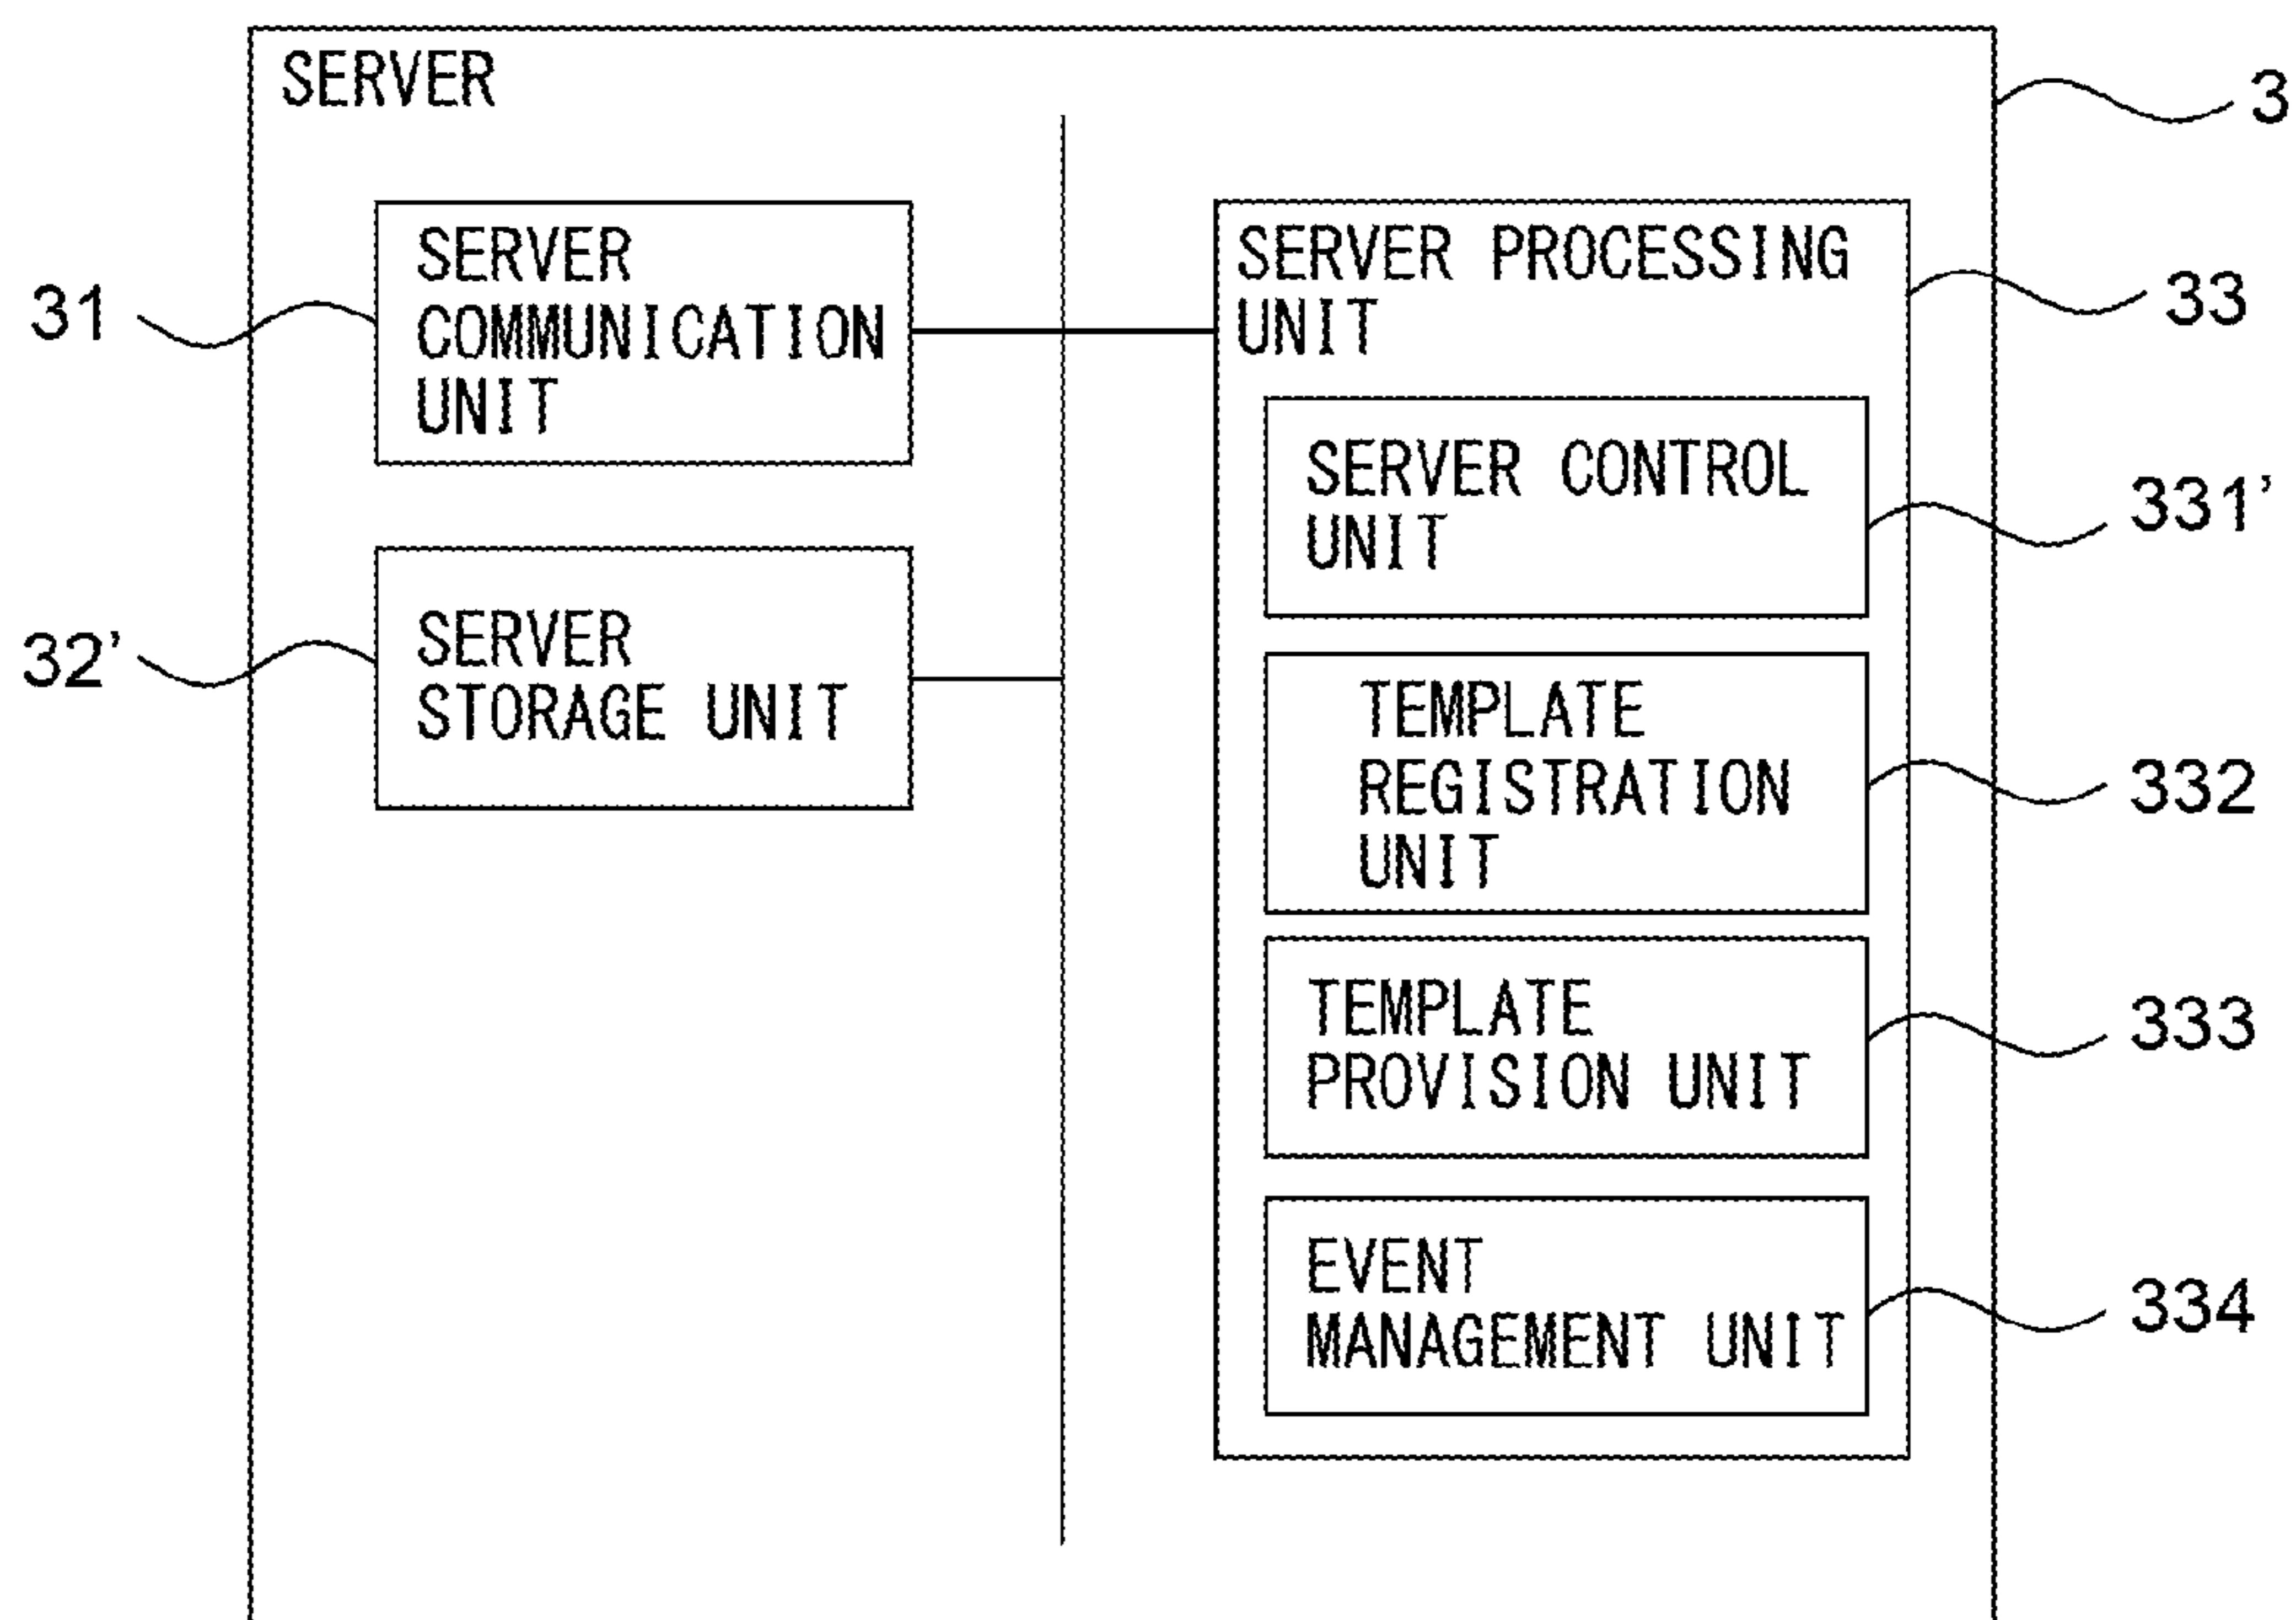 SERVER
3
SERVER
COMMUNICATION
UNIT
31
SERVER
STORAGE UNIT
32'
SERVER PROCESSING
UNIT
33
SERVER CONTROL
UNIT
331'
TEMPLATE
REGISTRATION
UNIT
332
TEMPLATE
PROVISION UNIT
333
EVENT
MANAGEMENT UNIT
334